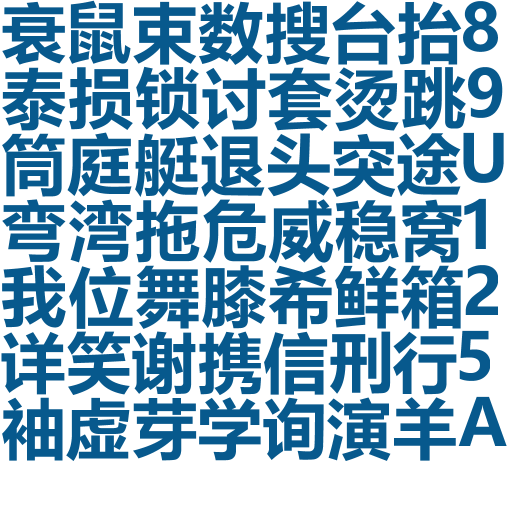 衰鼠束数搜台抬8
泰损锁讨套烫跳9
筒庭艇退头突途U
弯湾拖危威稳窝1
我位舞膝希鲜箱2
详笑谢携信刑行5
袖虚芽学询演羊A